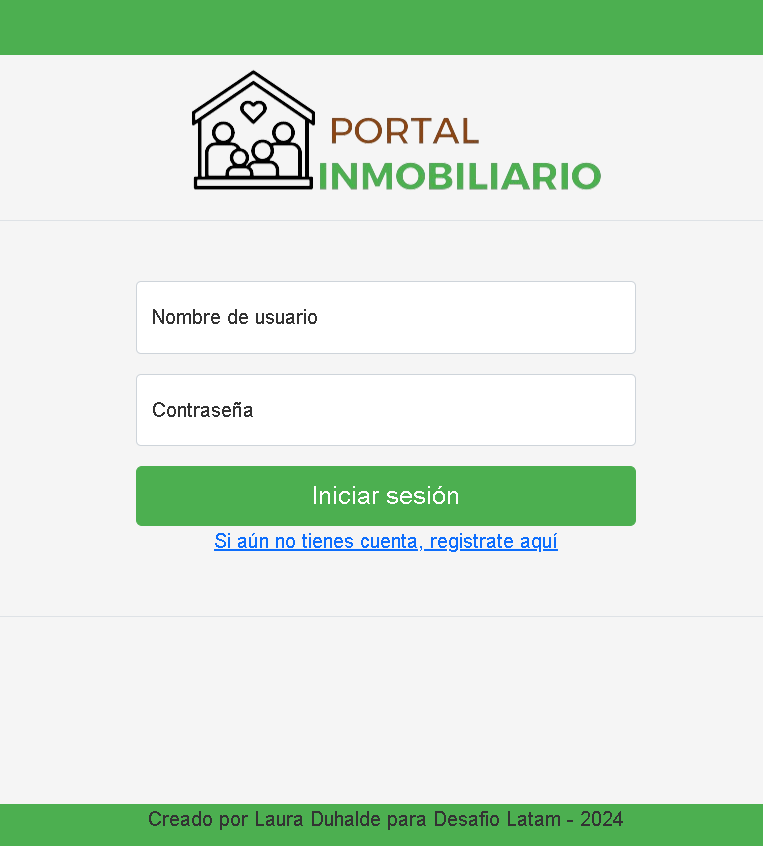 PORTAL
INMOBILIARIO
Nombre de usuario
Contraseña
Iniciar sesión
Si aún no tienes cuenta, registrate aquí
Creado por Laura Duhalde para Desafio Latam - 2024